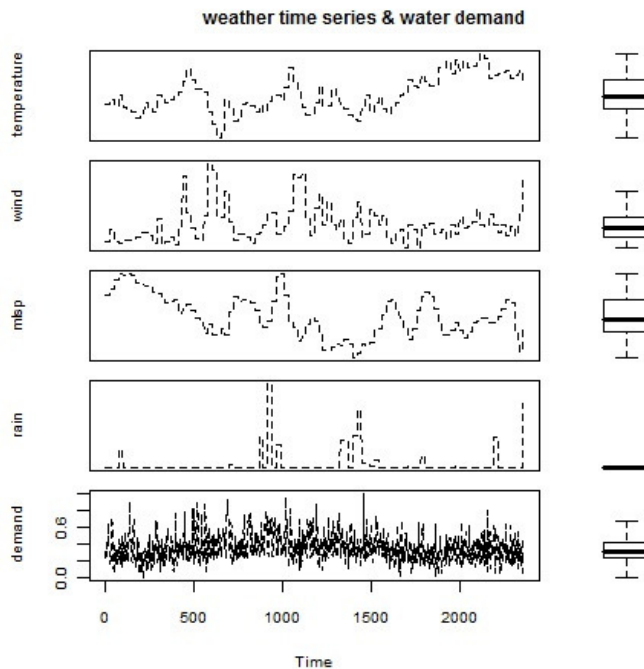 weather time series & water demand
temperature
wind
mlsp
rain
demand
0.0 0.6
0 500 1000 1500 2000
Time